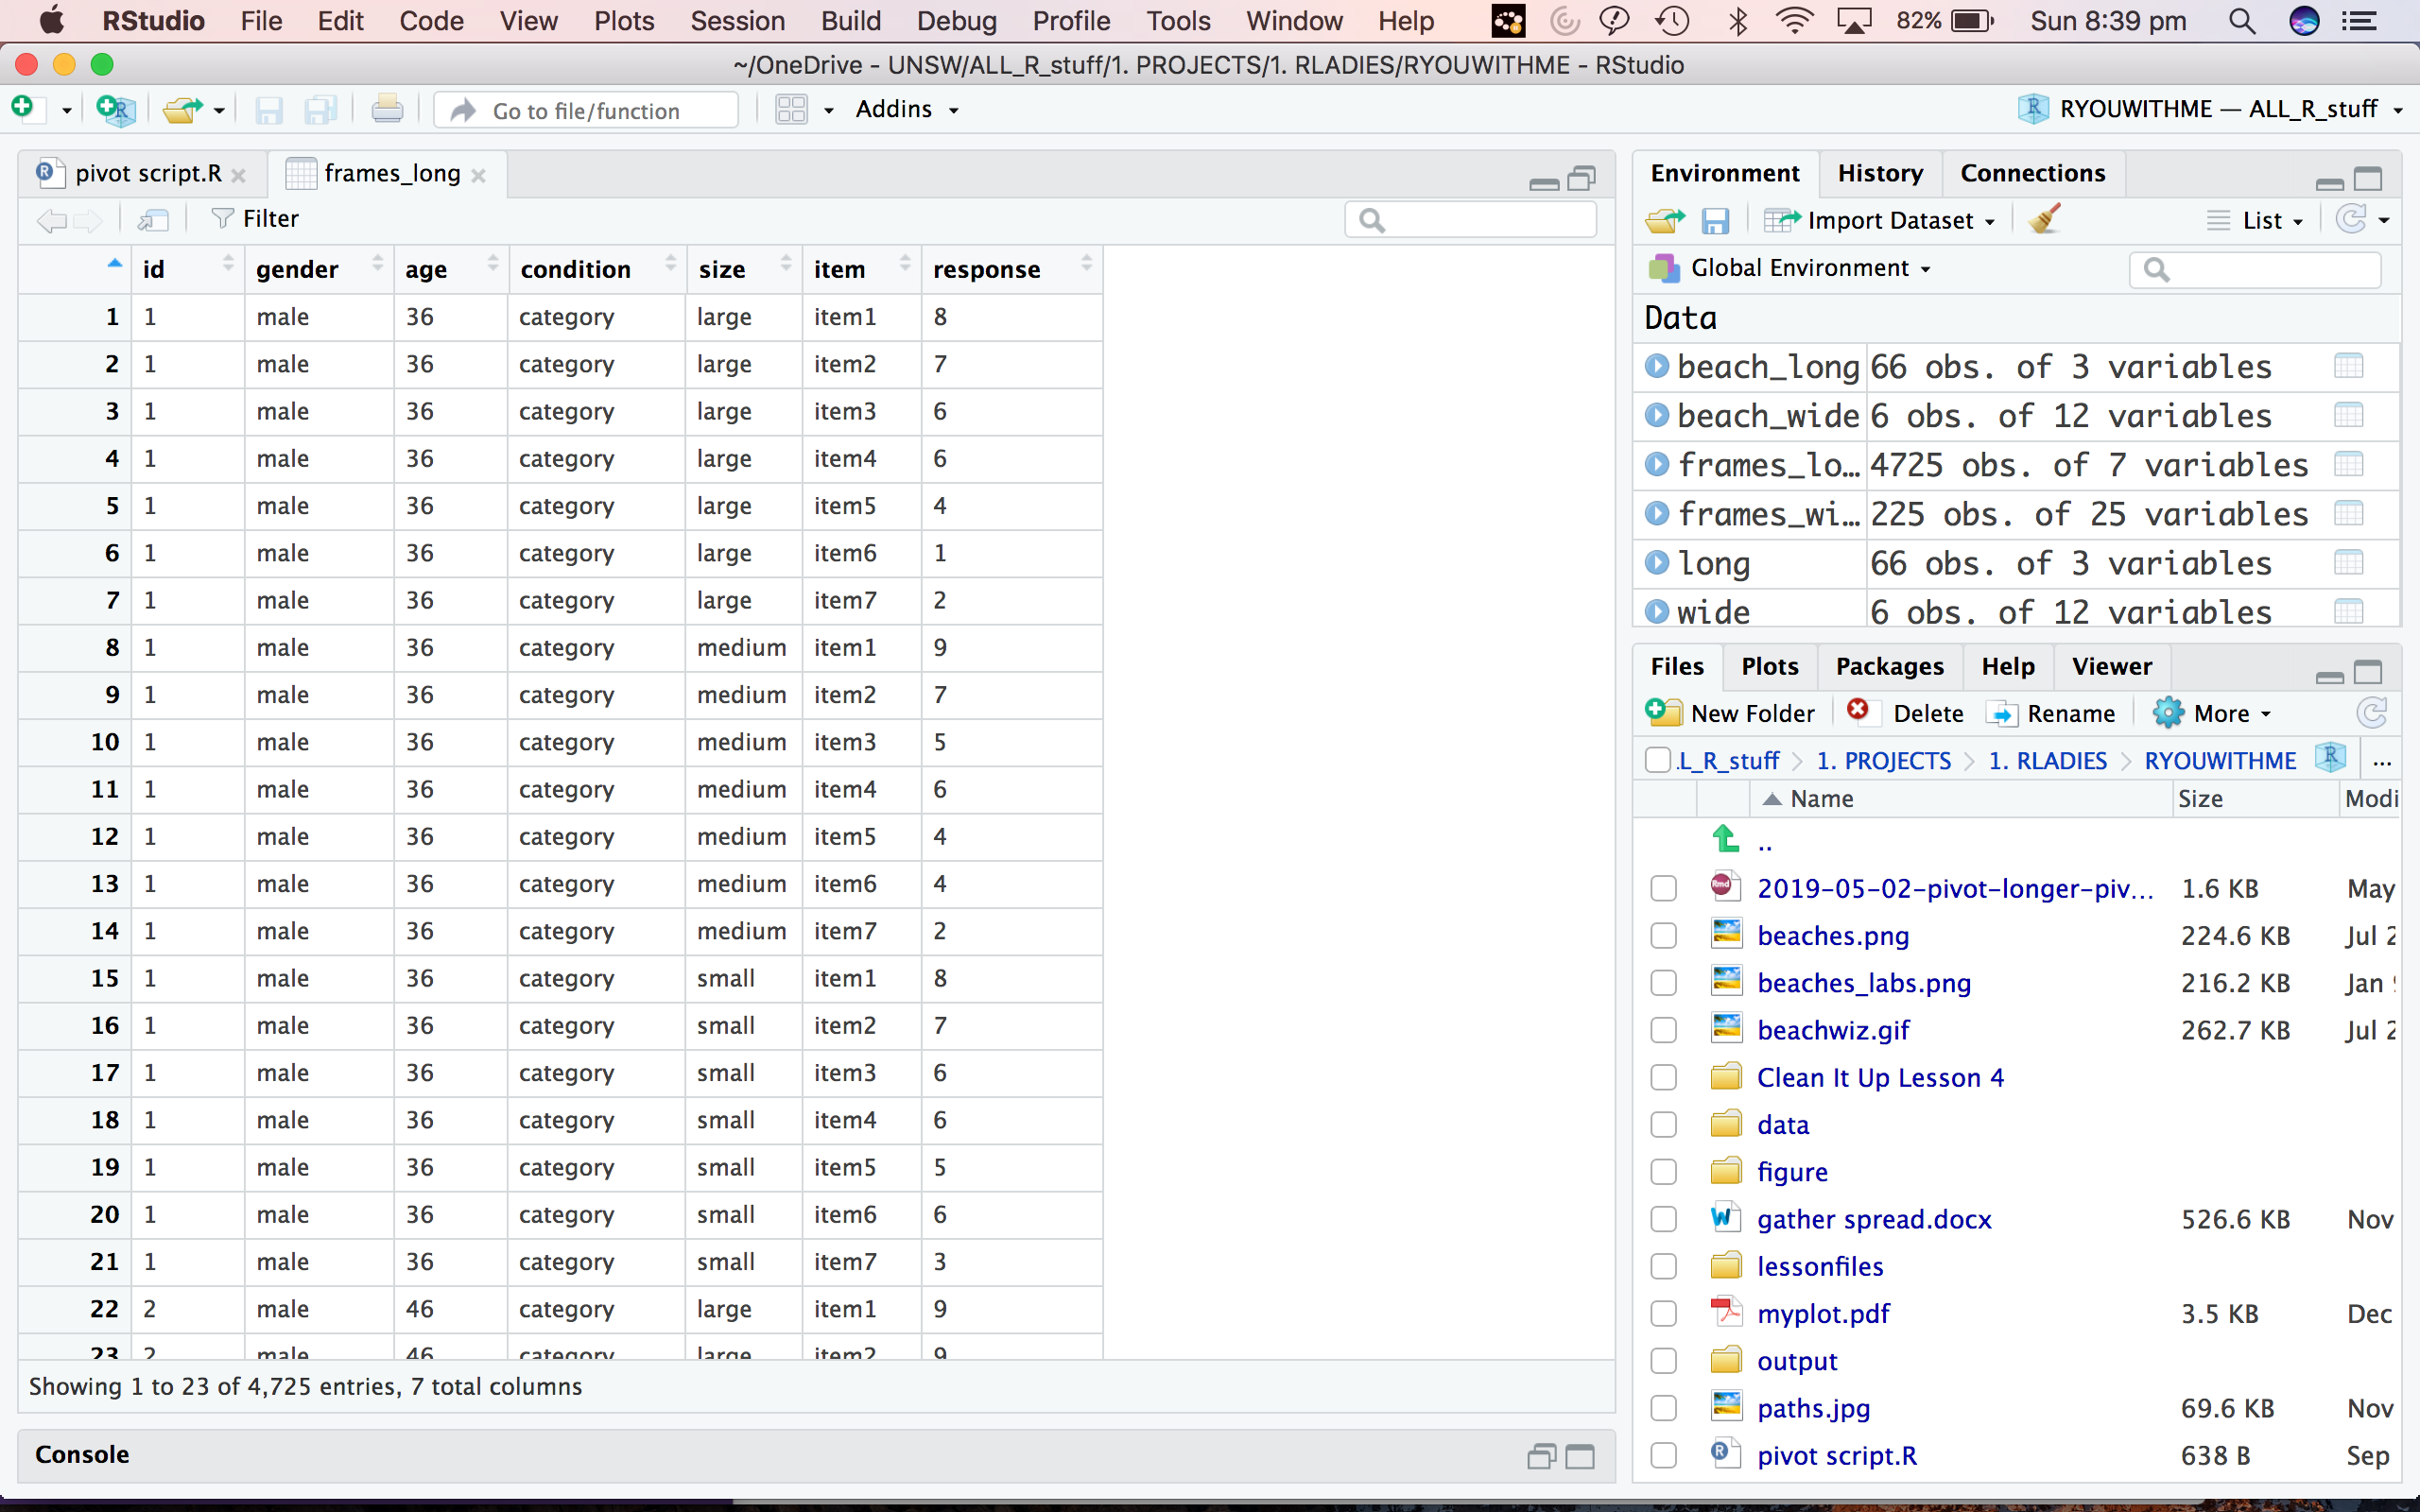 RStudio File Edit Code View Plots Session Build Debug Profile Tools Window Help 82% Sun 8:39 pm
~/OneDrive - UNSW/ALL_R_stuff/1. PROJECTS/1. RLADIES/RYOUWITHME - RStudio
Go to file/function Addins RYOUWITHME — ALL_R_stuff
pivot script.R frames_long
Filter
id gender age condition size item response
1 1 male 36 category large item1 8
2 1 male 36 category large item2 7
3 1 male 36 category large item3 6
4 1 male 36 category large item4 6
5 1 male 36 category large item5 4
6 1 male 36 category large item6 1
7 1 male 36 category large item7 2
8 1 male 36 category medium item1 9
9 1 male 36 category medium item2 7
10 1 male 36 category medium item3 5
11 1 male 36 category medium item4 6
12 1 male 36 category medium item5 4
13 1 male 36 category medium item6 4
14 1 male 36 category medium item7 2
15 1 male 36 category small item1 8
16 1 male 36 category small item2 7
17 1 male 36 category small item3 6
18 1 male 36 category small item4 6
19 1 male 36 category small item5 5
20 1 male 36 category small item6 6
21 1 male 36 category small item7 3
22 2 male 46 category large item1 9
23 2 male 46 category large item2 9
Showing 1 to 23 of 4,725 entries, 7 total columns
Console
Environment History Connections
Import Dataset List
Global Environment
Data
beach_long 66 obs. of 3 variables
beach_wide 6 obs. of 12 variables
frames_lo… 4725 obs. of 7 variables
frames_wi… 225 obs. of 25 variables
long 66 obs. of 3 variables
wide 6 obs. of 12 variables
Files Plots Packages Help Viewer
New Folder Delete Rename More
.L_R_stuff 1. PROJECTS 1. RLADIES RYOUWITHME ...
Name Size Modi
..
2019-05-02-pivot-longer-piv... 1.6 KB May
beaches.png 224.6 KB Jul 2
beaches_labs.png 216.2 KB Jan
beachwiz.gif 262.7 KB Jul 2
Clean It Up Lesson 4
data
figure
gather spread.docx 526.6 KB Nov
lessonfiles
myplot.pdf 3.5 KB Dec
output
paths.jpg 69.6 KB Nov
pivot script.R 638 B Sep